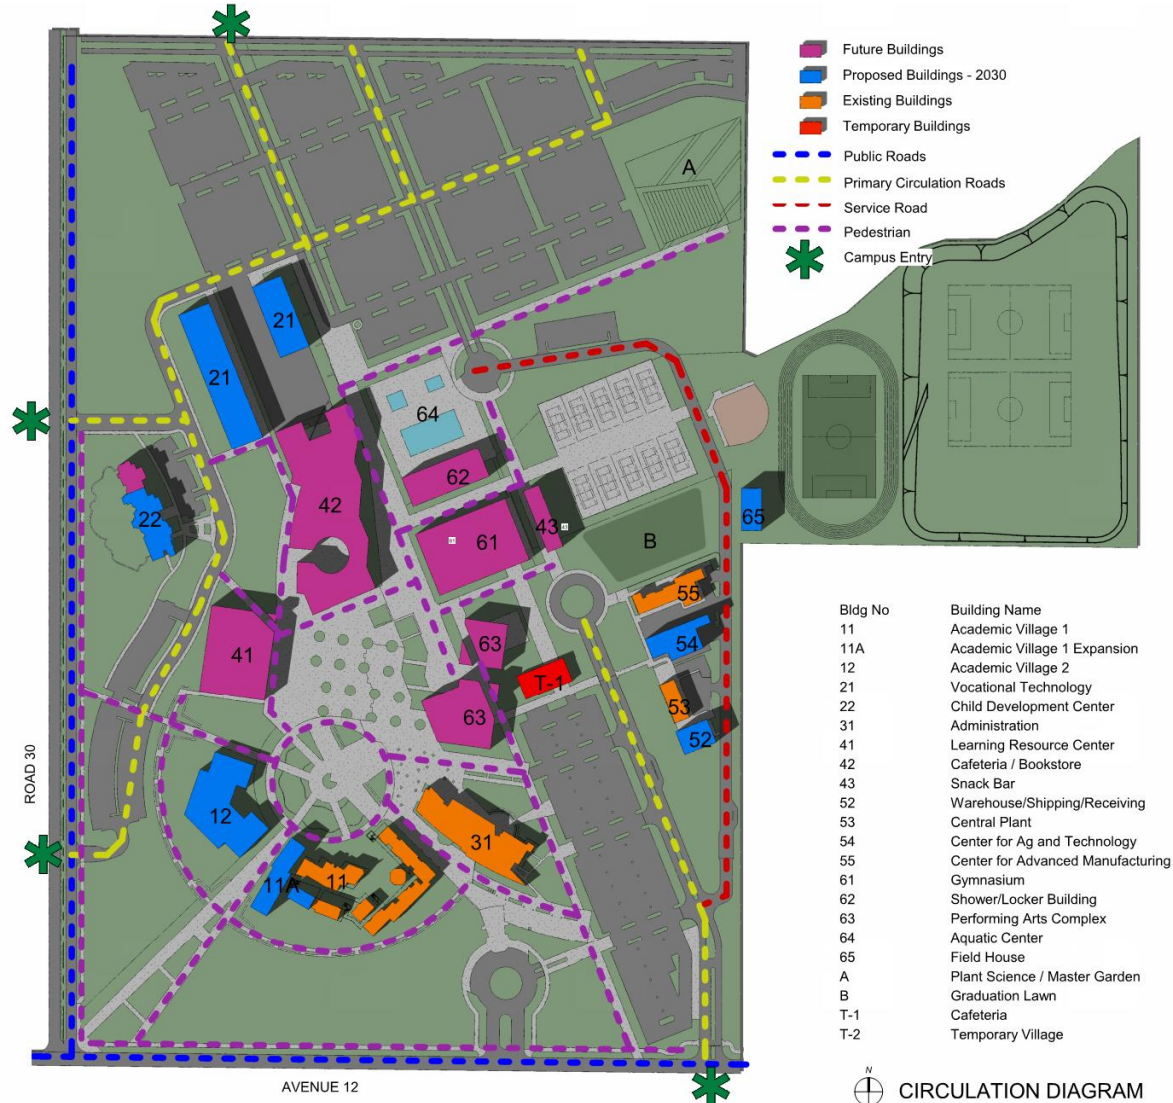 Future Buildings
Proposed Buildings - 2030
Existing Buildings
Temporary Buildings
Public Roads
Primary Circulation Roads
Service Road
Pedestrian
Campus Entry
A
21
21
64
62
42
43
61
B
65
22
55
54
63
41
T-1
53
63
52
12
31
11
11A
ROAD 30
AVENUE 12
Bldg No Building Name
11 Academic Village 1
11A Academic Village 1 Expansion
12 Academic Village 2
21 Vocational Technology
22 Child Development Center
31 Administration
41 Learning Resource Center
42 Cafeteria / Bookstore
43 Snack Bar
52 Warehouse/Shipping/Receiving
53 Central Plant
54 Center for Ag and Technology
55 Center for Advanced Manufacturing
61 Gymnasium
62 Shower/Locker Building
63 Performing Arts Complex
64 Aquatic Center
65 Field House
A Plant Science / Master Garden
B Graduation Lawn
T-1 Cafeteria
T-2 Temporary Village
N
CIRCULATION DIAGRAM